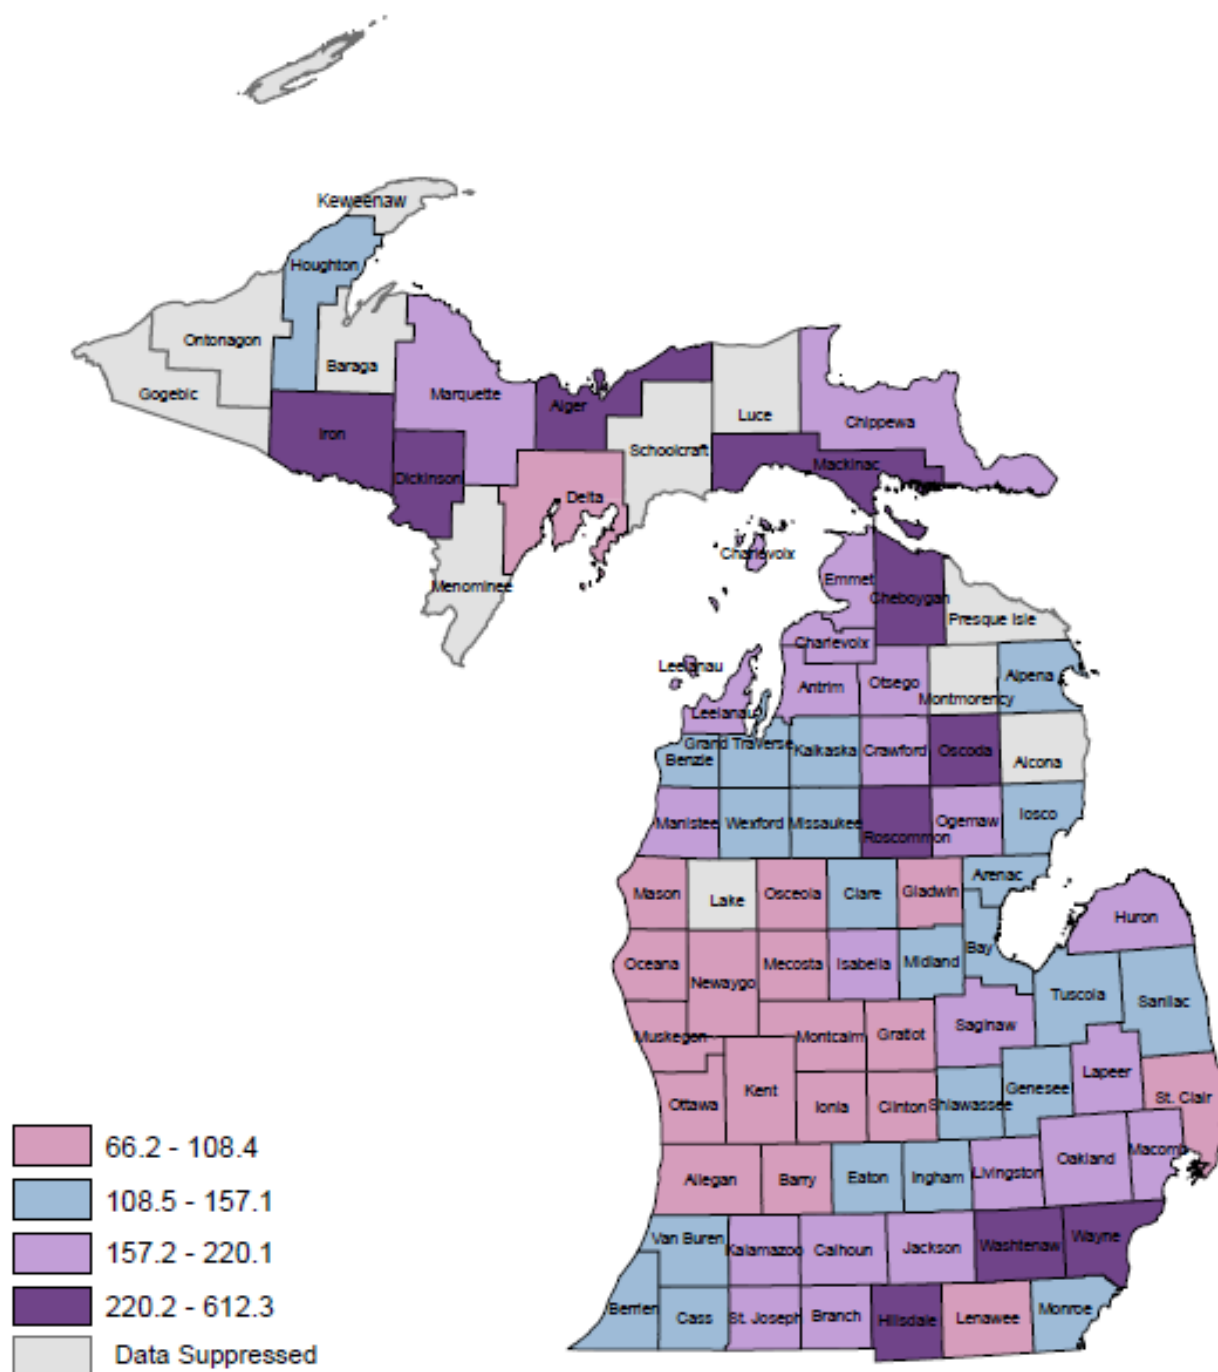 Keweenaw
Houghton
Ontonagon
Baraga
Gogebic
Marquette
Alger
Luce
Chippewa
Iron
Schoolcraft
Mackinac
Dickinson
Delta
Charlevoix
Menominee
Emmet
Cheboygan
Presque Isle
Charlevoix
Leelanau
Antrim
Otsego
Montmorency
Alpena
Leelanau
Grand Traverse
Benzie
Kalkaska
Crawford
Oscoda
Alcona
Manistee
Wexford
Missaukee
Roscommon
Ogemaw
Iosco
Mason
Lake
Osceola
Clare
Gladwin
Arenac
Huron
Oceana
Newaygo
Mecosta
Isabella
Midland
Bay
Tuscola
Sanilac
Muskegon
Montcalm
Gratiot
Saginaw
Lapeer
Ottawa
Kent
Ionia
Clinton
Shiawassee
Genesee
St. Clair
Allegan
Barry
Eaton
Ingham
Livingston
Oakland
Macomb
Van Buren
Kalamazoo
Calhoun
Jackson
Washtenaw
Wayne
Berrien
Cass
St. Joseph
Branch
Hillsdale
Lenawee
Monroe
66.2 - 108.4
108.5 - 157.1
157.2 - 220.1
220.2 - 612.3
Data Suppressed